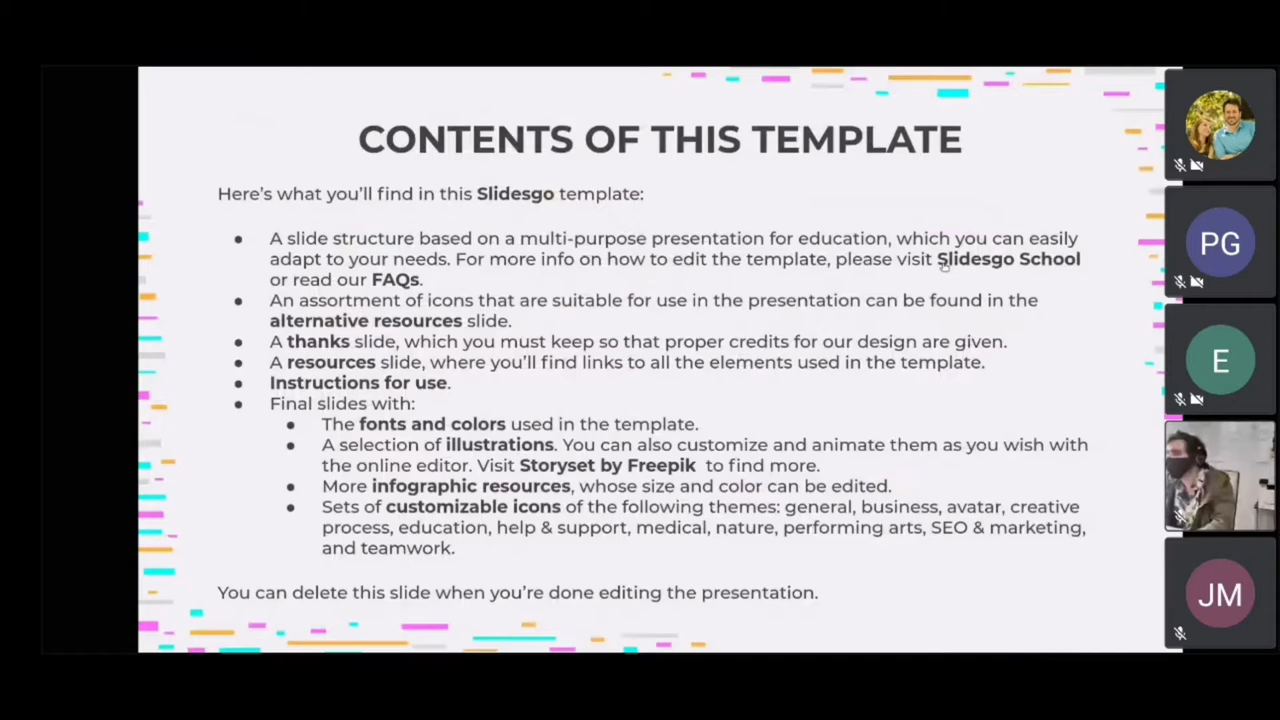 CONTENTS OF THIS TEMPLATE
Here’s what you’ll find in this Slidesgo template:
● A slide structure based on a multi-purpose presentation for education, which you can easily
adapt to your needs. For more info on how to edit the template, please visit Slidesgo School
or read our FAQs.
● An assortment of icons that are suitable for use in the presentation can be found in the
alternative resources slide.
● A thanks slide, which you must keep so that proper credits for our design are given.
● A resources slide, where you’ll find links to all the elements used in the template.
● Instructions for use.
● Final slides with:
● The fonts and colors used in the template.
● A selection of illustrations. You can also customize and animate them as you wish with
the online editor. Visit Storyset by Freepik to find more.
● More infographic resources, whose size and color can be edited.
● Sets of customizable icons of the following themes: general, business, avatar, creative
process, education, help & support, medical, nature, performing arts, SEO & marketing,
and teamwork.
You can delete this slide when you’re done editing the presentation.
PG
E
JM